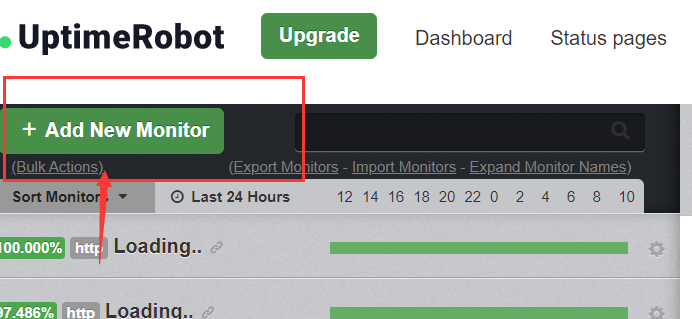 UptimeRobot Upgrade Dashboard Status pages
+ Add New Monitor
(Bulk Actions) (Export Monitors - Import Monitors - Expand Monitor Names)
Sort Monitors Last 24 Hours 12 14 16 18 20 22 0 2 4 6 8 10
100.000% http Loading..
97.486% http Loading..